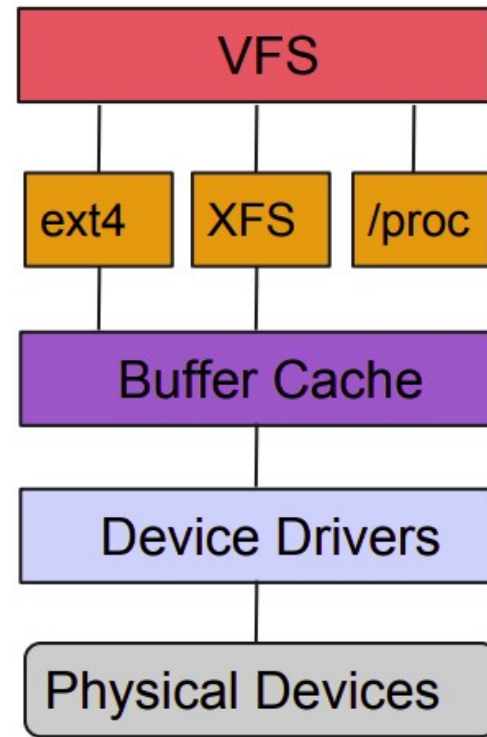 VFS
ext4
XFS
/proc
Buffer Cache
Device Drivers
Physical Devices